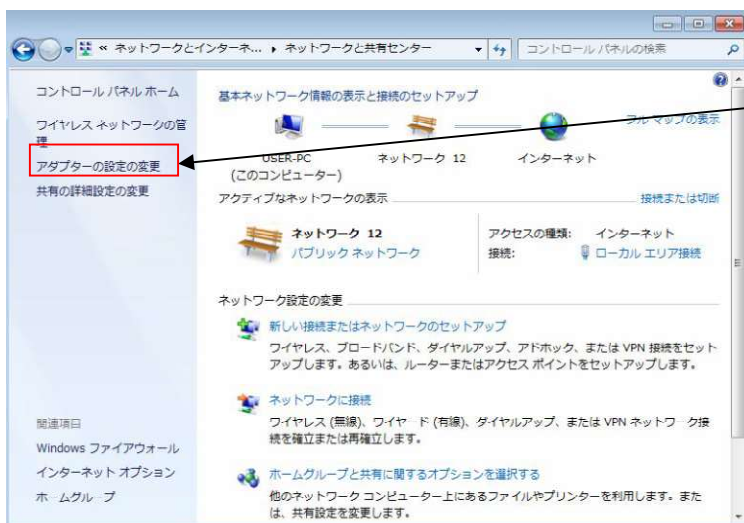 « ネットワークとインターネ... ▸ ネットワークと共有センター
コントロール パネルの検索
コントロール パネル ホーム
ワイヤレス ネットワークの管
理
アダプターの設定の変更
共有の詳細設定の変更
基本ネットワーク情報の表示と接続のセットアップ
フル マップの表示
USER-PC
(このコンピューター)
ネットワーク 12
インターネット
アクティブなネットワークの表示
接続または切断
ネットワーク 12
パブリック ネットワーク
アクセスの種類: インターネット
接続: ローカル エリア接続
ネットワーク設定の変更
新しい接続またはネットワークのセットアップ
ワイヤレス、ブロードバンド、ダイヤルアップ、アドホック、または VPN 接続をセット
アップします。あるいは、ルーターまたはアクセス ポイントをセットアップします。
ネットワークに接続
ワイヤレス (無線)、ワイヤード (有線)、ダイヤルアップ、または VPN ネットワーク接
続を確立または再確立します。
ホームグループと共有に関するオプションを選択する
他のネットワーク コンピューター上にあるファイルやプリンターを利用します。また
は、共有設定を変更します。
関連項目
Windows ファイアウォール
インターネット オプション
ホームグループ